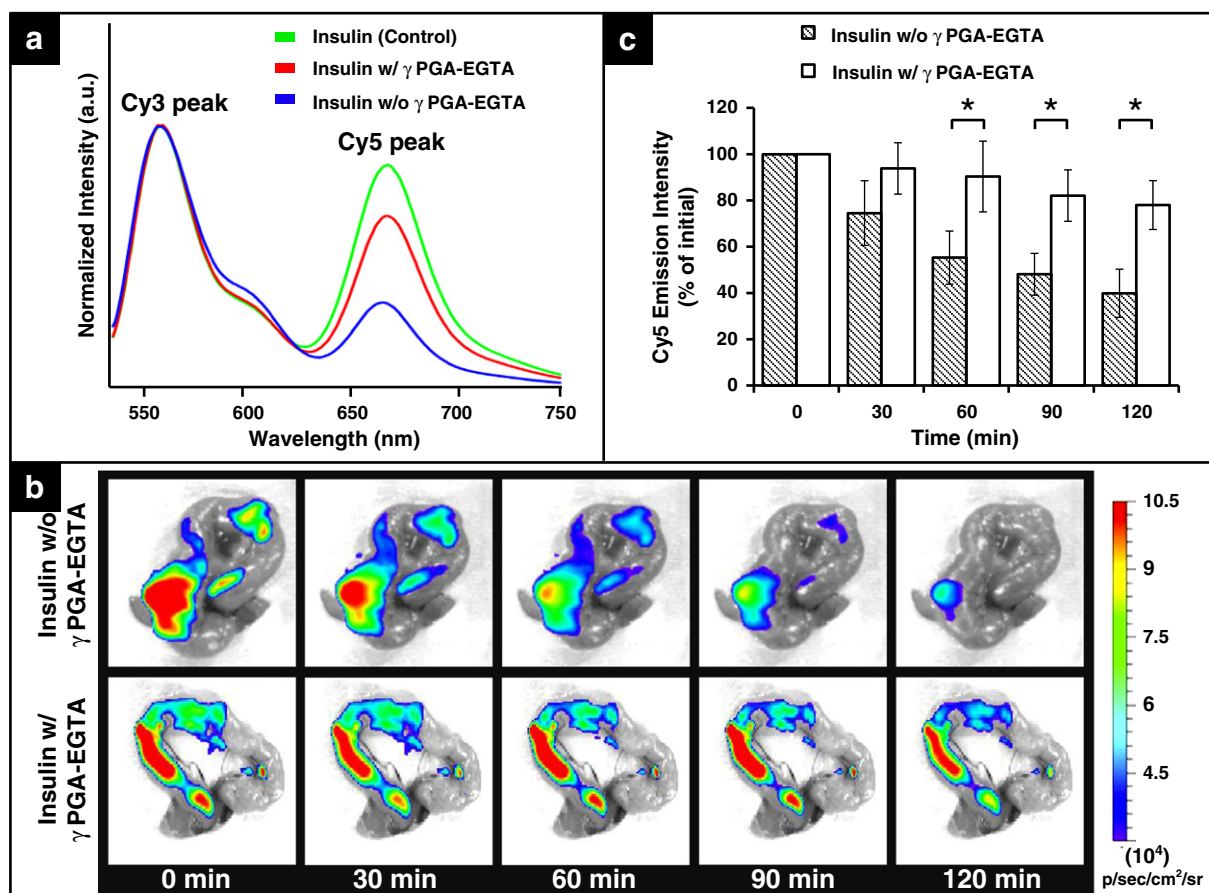 a
Insulin (Control)
Insulin w/ γ PGA-EGTA
Insulin w/o γ PGA-EGTA
Cy3 peak
Cy5 peak
Normalized Intensity (a.u.)
550 600 650 700 750
Wavelength (nm)
c
Insulin w/o γ PGA-EGTA
Insulin w/ γ PGA-EGTA
Cy5 Emission Intensity
(% of initial)
120
100
80
60
40
20
0
* * *
0 30 60 90 120
Time (min)
b
Insulin w/o
γ PGA-EGTA
Insulin w/
γ PGA-EGTA
0 min 30 min 60 min 90 min 120 min
10.5
9
7.5
6
4.5
(10⁴)
p/sec/cm²/sr